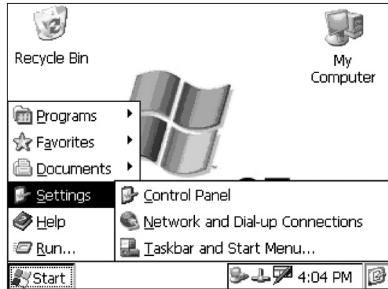 Recycle Bin
My
Computer
Programs
Favorites
Documents
Settings
Help
Run...
Control Panel
Network and Dial-up Connections
Taskbar and Start Menu...
Start
4:04 PM